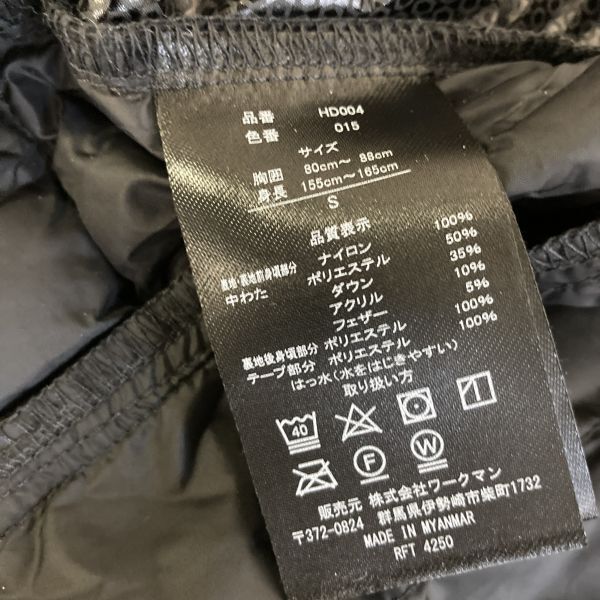 品番 HD004
色番 015
サイズ
胸囲 80cm~ 88cm
身長 155cm~165cm
S
品質表示
表地・裏地前身頃部分 ナイロン 100%
中わた ポリエステル 50%
ダウン 35%
アクリル 10%
フェザー 5%
裏地後身頃部分 ポリエステル 100%
テープ部分 ポリエステル 100%
はっ水(水をはじきやすい)
取り扱い方
40
F
W
販売元 株式会社ワークマン
〒372-0824 群馬県伊勢崎市柴町1732
MADE IN MYANMAR
RFT 4250